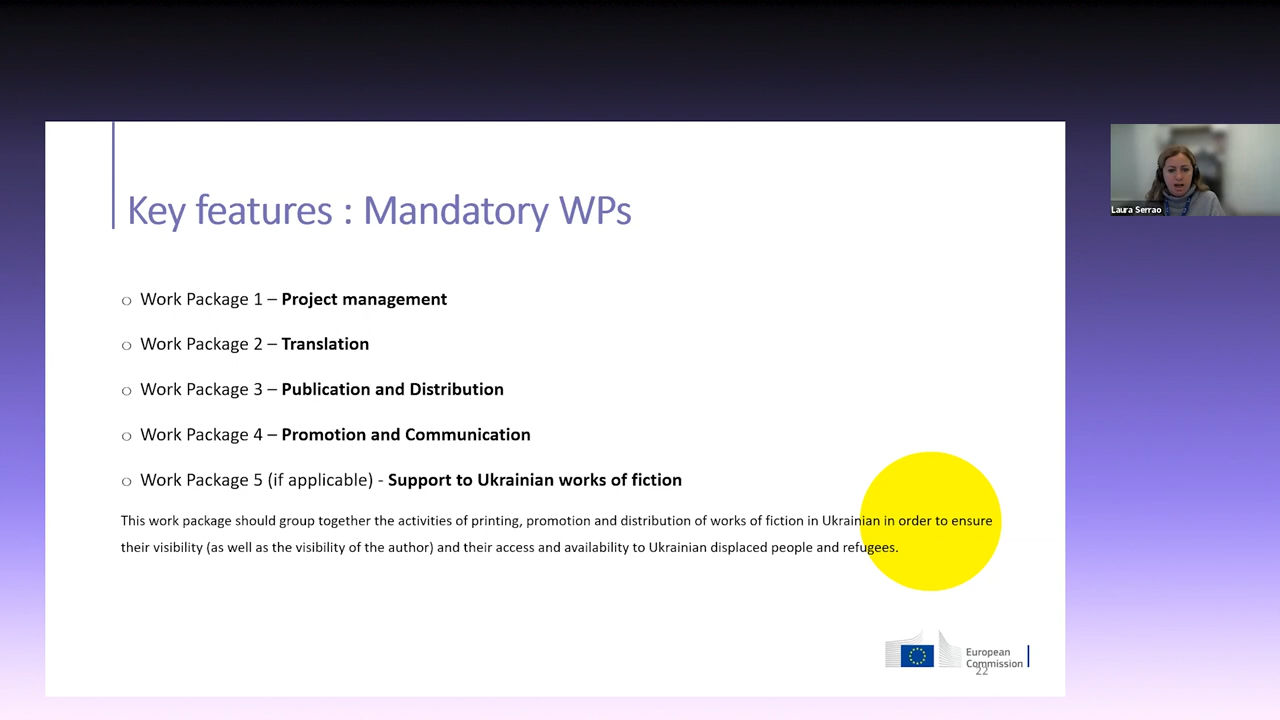 Key features : Mandatory WPs
Laura Serrao
o Work Package 1 – Project management
o Work Package 2 – Translation
o Work Package 3 – Publication and Distribution
o Work Package 4 – Promotion and Communication
o Work Package 5 (if applicable) - Support to Ukrainian works of fiction
This work package should group together the activities of printing, promotion and distribution of works of fiction in Ukrainian in order to ensure
their visibility (as well as the visibility of the author) and their access and availability to Ukrainian displaced people and refugees.
European
Commission
22